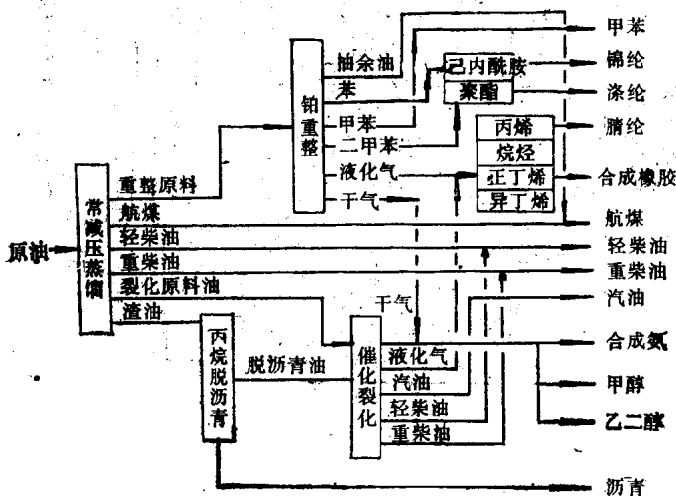 甲苯
抽余油
锦纶
己内酰胺
苯
聚酯
涤纶
铂重整
甲苯
丙烯
腈纶
二甲苯
烷烃
液化气
正丁烯
合成橡胶
干气
异丁烯
重整原料
航煤
航煤
轻柴油
轻柴油
原油
常减压蒸馏
重柴油
重柴油
裂化原料油
干气
汽油
渣油
丙烷脱沥青
脱沥青油
催化裂化
液化气
合成氨
汽油
甲醇
轻柴油
乙二醇
重柴油
沥青